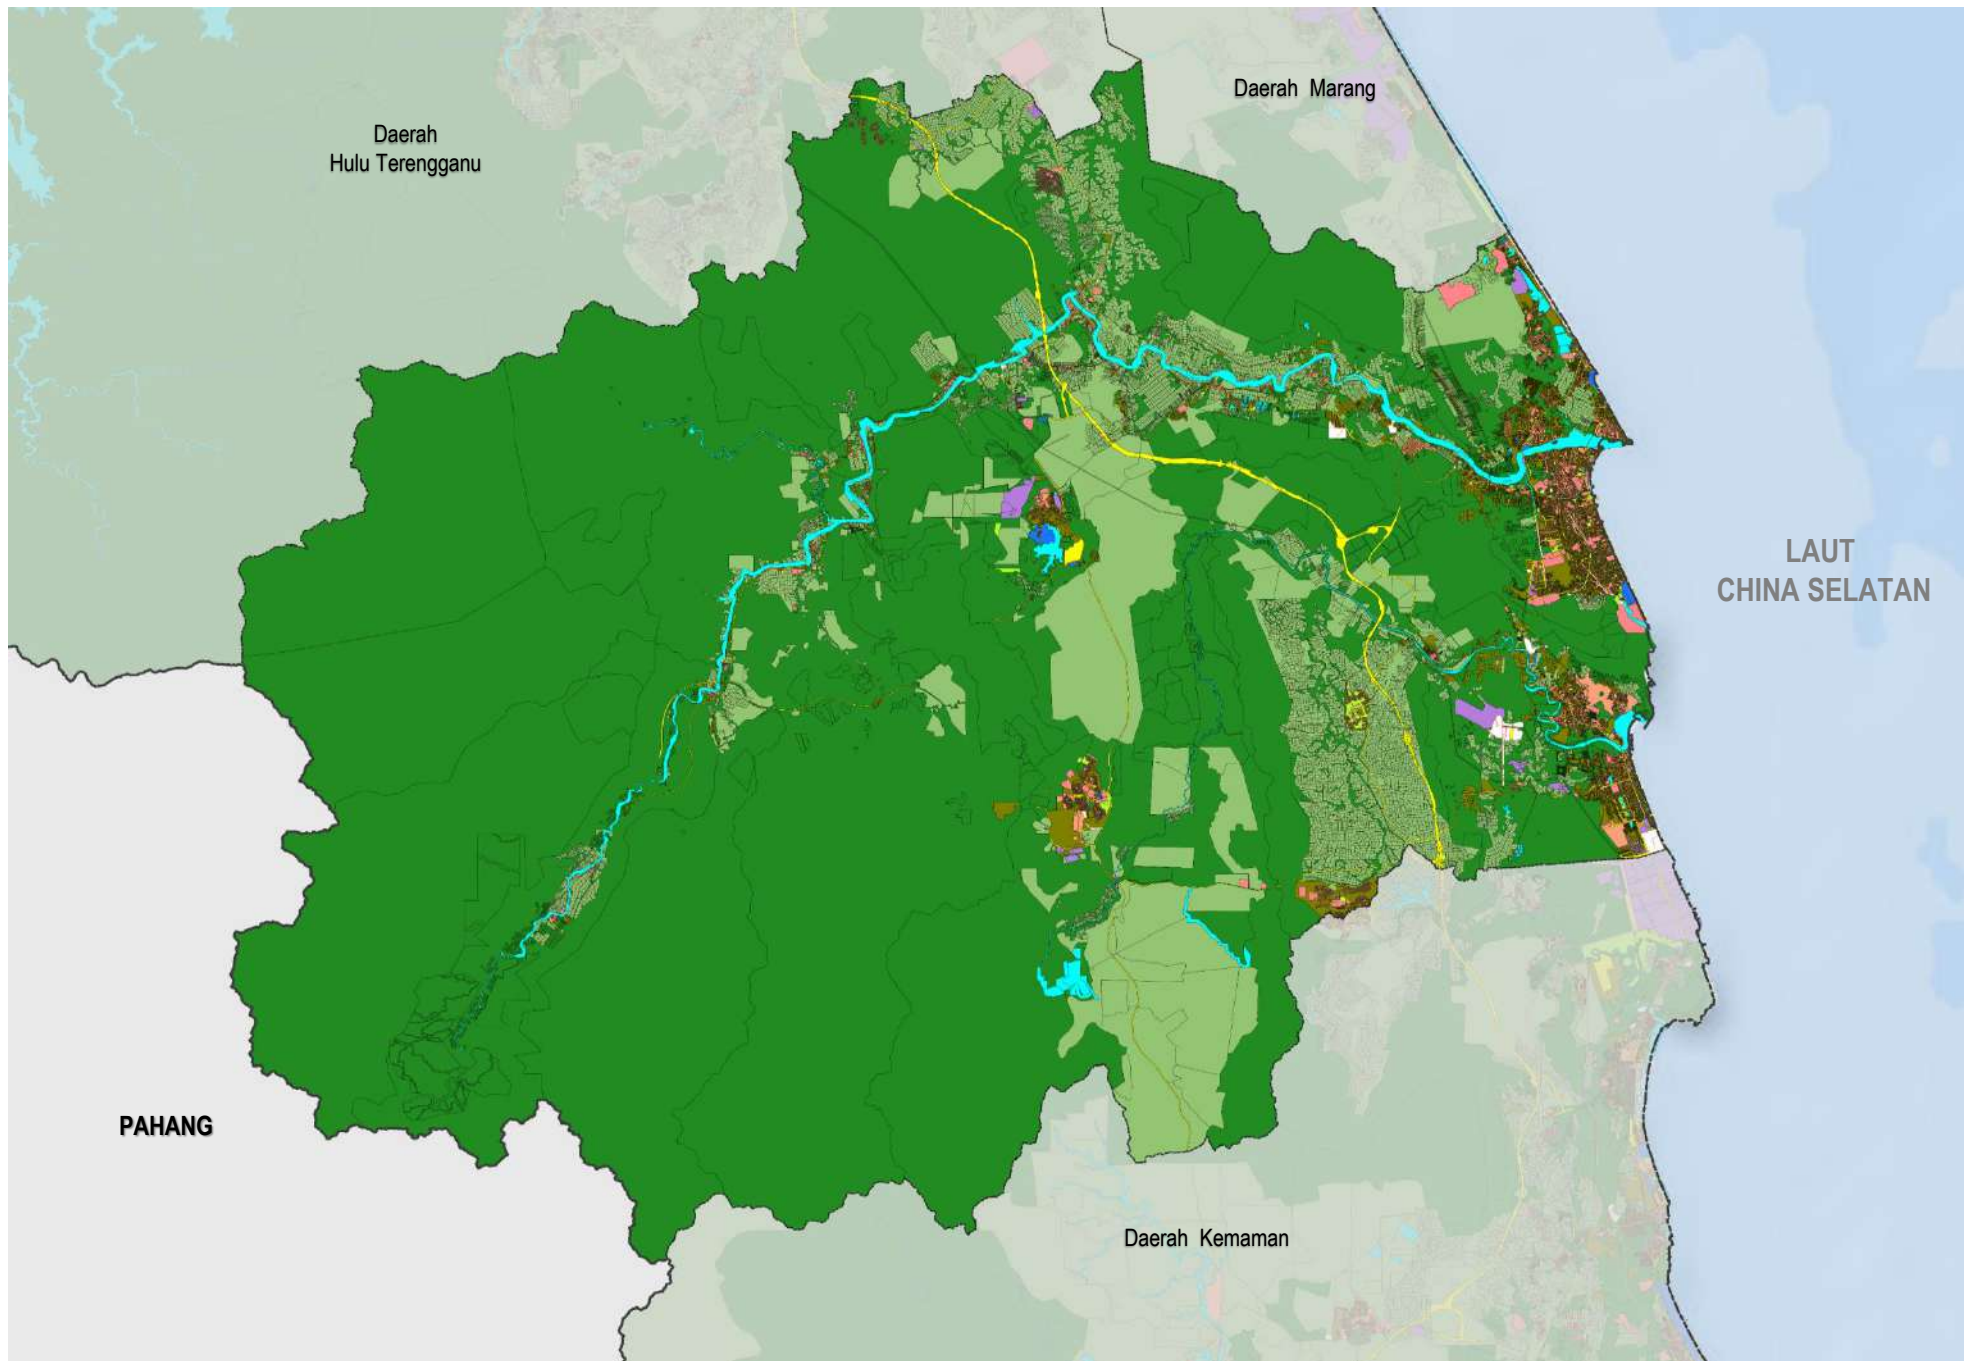 Daerah Marang
Daerah
Hulu Terengganu
LAUT
CHINA SELATAN
PAHANG
Daerah Kemaman